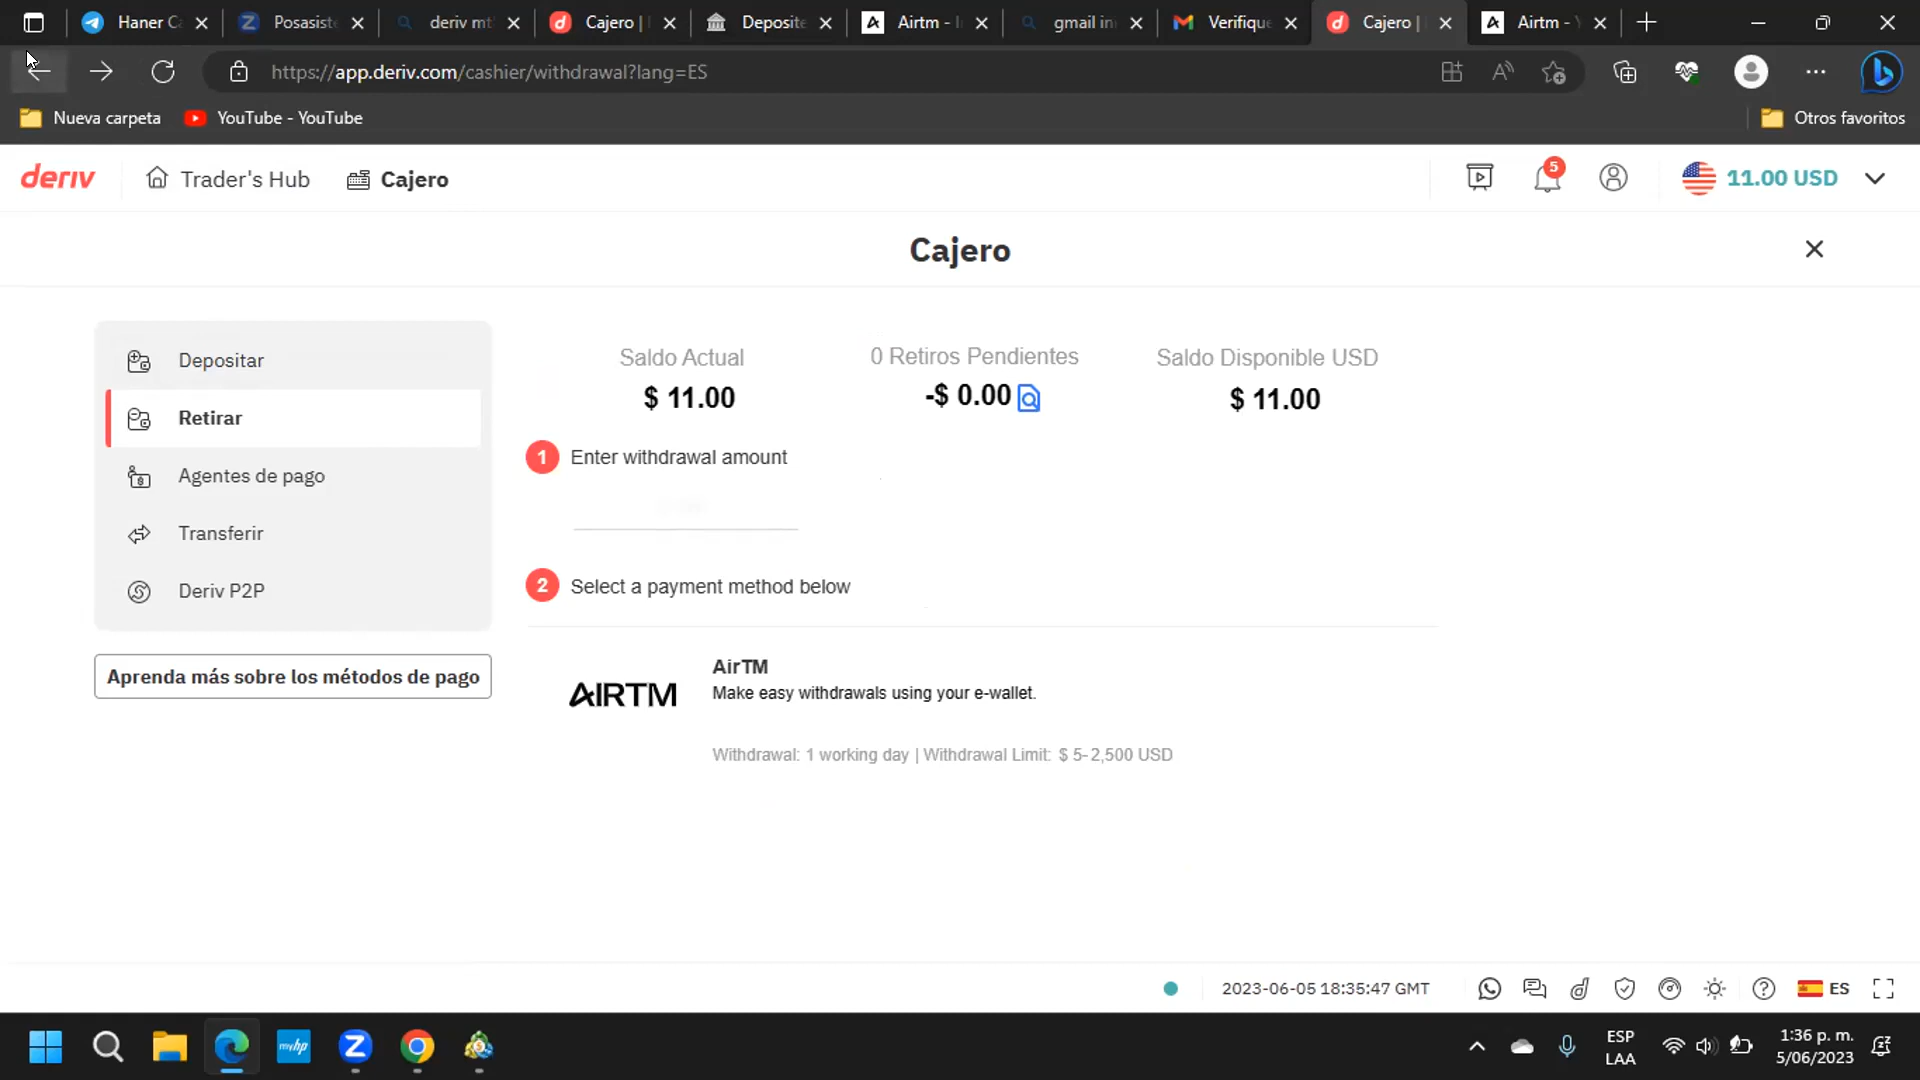 Haner C
Posasist
deriv mt
Cajero |
Deposite
Airtm - I
gmail in
Verifique
Cajero |
Airtm - Y
https://app.deriv.com/cashier/withdrawal?lang=ES
Nueva carpeta
YouTube - YouTube
Otros favoritos
deriv
Trader's Hub
Cajero
5
11.00 USD
Cajero
Depositar
Retirar
Agentes de pago
Transferir
Deriv P2P
Aprenda más sobre los métodos de pago
Saldo Actual
$ 11.00
0 Retiros Pendientes
-$ 0.00
Saldo Disponible USD
$ 11.00
1 Enter withdrawal amount
2 Select a payment method below
AIRTM
AirTM
Make easy withdrawals using your e-wallet.
Withdrawal: 1 working day | Withdrawal Limit: $ 5-2,500 USD
2023-06-05 18:35:47 GMT
ES
myhp
ESP
LAA
1:36 p. m.
5/06/2023